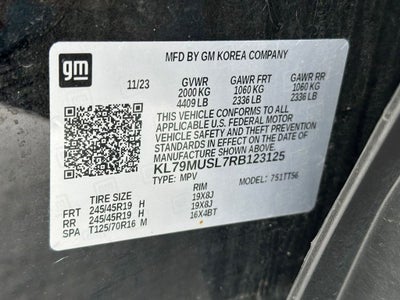 gm
MFD BY GM KOREA COMPANY
11/23 GVWR GAWR FRT GAWR RR
2000 KG 1060 KG 1060 KG
4409 LB 2336 LB 2336 LB
THIS VEHICLE CONFORMS TO ALL
APPLICABLE U.S. FEDERAL MOTOR
VEHICLE SAFETY AND THEFT PREVENTION
STANDARDS IN EFFECT ON THE DATE OF
MANUFACTURE SHOWN ABOVE.
KL79MUSL7RB123125
TYPE: MPV MODEL: 751TT56
TIRE SIZE RIM
FRT 245/45R19 H 19X8J
RR 245/45R19 H 19X8J
SPA T125/70R16 M 16X4BT